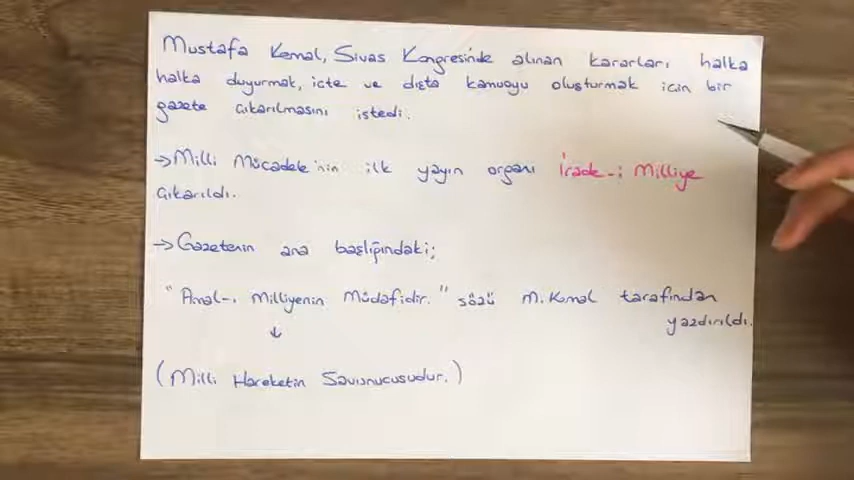 Mustafa Kemal, Sivas Kongresinde alınan kararları halka
halka duyurmak, içte ve dışta kamuoyu oluşturmak için bir
gazete çıkarılmasını istedi.
→ Milli Mücadele'nin ilk yayın organı İrade-i Milliye
çıkarıldı.
→ Gazetenin ana başlığındaki;
"Amal-ı Milliyenin Müdafidir." sözü M. Kemal tarafından
yazdırıldı.
↓
(Milli Hareketin Savunucusudur.)